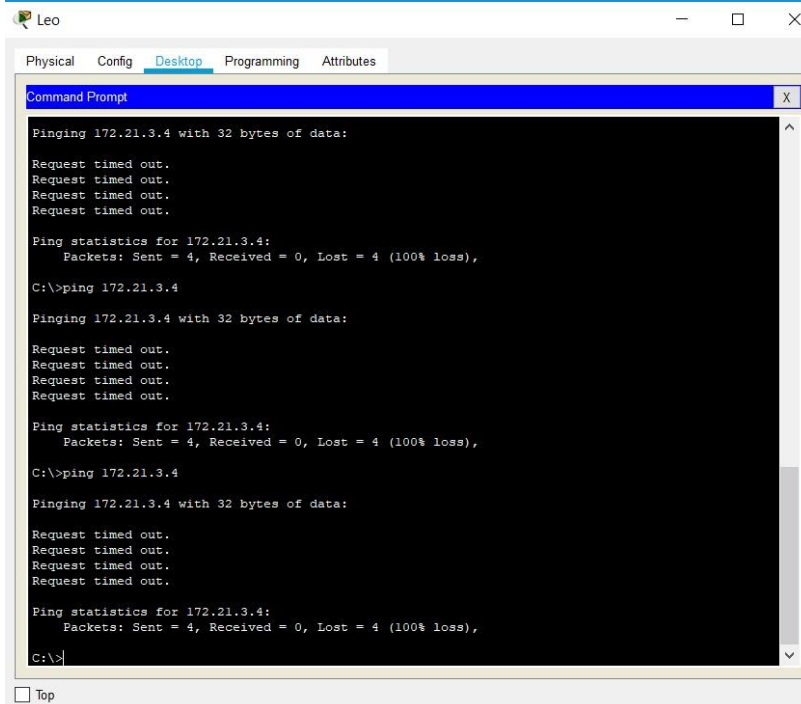 Leo
Physical Config Desktop Programming Attributes
Command Prompt
X
Pinging 172.21.3.4 with 32 bytes of data:
Request timed out.
Request timed out.
Request timed out.
Request timed out.
Ping statistics for 172.21.3.4:
Packets: Sent = 4, Received = 0, Lost = 4 (100% loss),
C:\>ping 172.21.3.4
Pinging 172.21.3.4 with 32 bytes of data:
Request timed out.
Request timed out.
Request timed out.
Request timed out.
Ping statistics for 172.21.3.4:
Packets: Sent = 4, Received = 0, Lost = 4 (100% loss),
C:\>ping 172.21.3.4
Pinging 172.21.3.4 with 32 bytes of data:
Request timed out.
Request timed out.
Request timed out.
Request timed out.
Ping statistics for 172.21.3.4:
Packets: Sent = 4, Received = 0, Lost = 4 (100% loss),
C:\>
Top